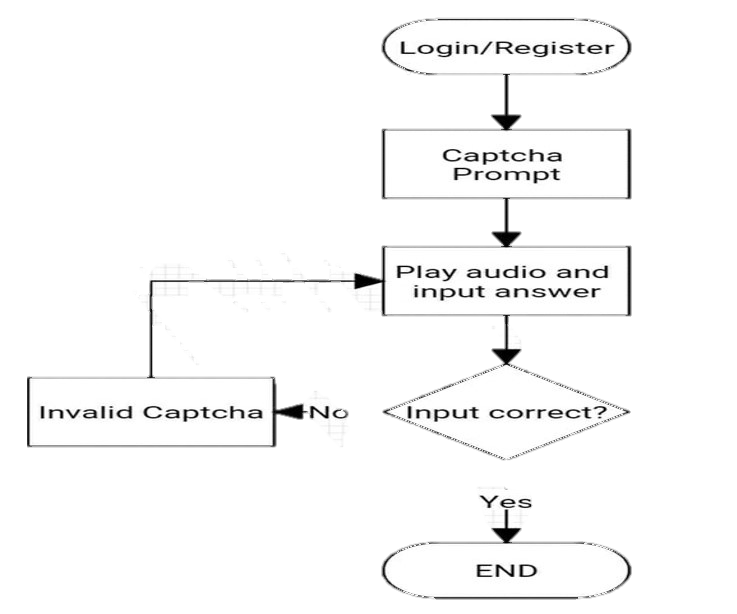 Login/Register
Captcha
Prompt
Play audio and
input answer
Invalid Captcha
No
Input correct?
Yes
END